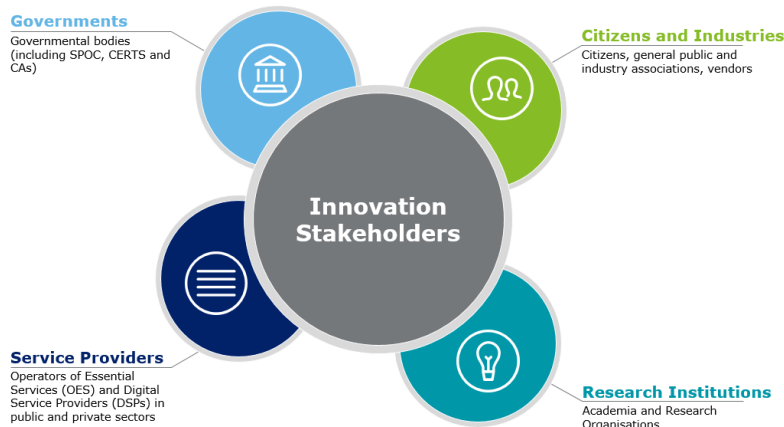 Governments
Governmental bodies
(including SPOC, CERTS and
CAs)
Citizens and Industries
Citizens, general public and
industry associations, vendors
Innovation
Stakeholders
Service Providers
Operators of Essential
Services (OES) and Digital
Service Providers (DSPs) in
public and private sectors
Research Institutions
Academia and Research
Organisations